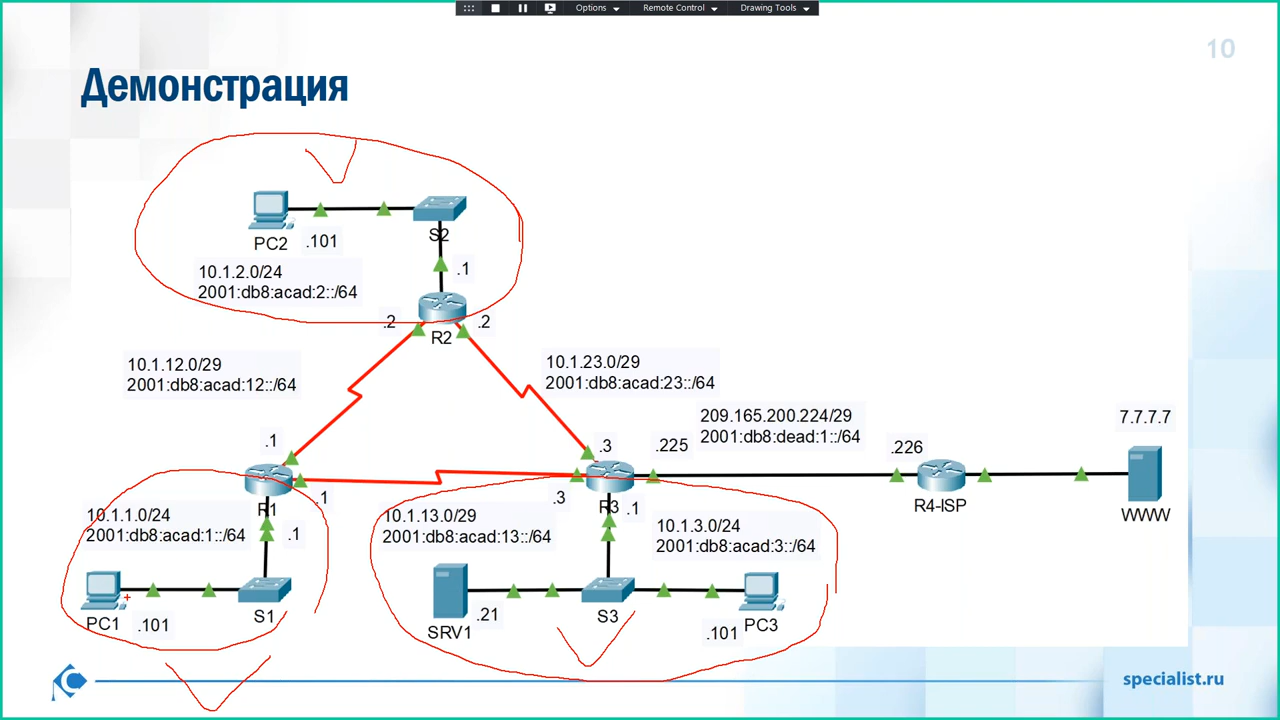 Options
Remote Control
Drawing Tools
10
Демонстрация
PC2
.101
S2
10.1.2.0/24
2001:db8:acad:2::/64
.1
.2
.2
R2
10.1.12.0/29
2001:db8:acad:12::/64
10.1.23.0/29
2001:db8:acad:23::/64
209.165.200.224/29
2001:db8:dead:1::/64
7.7.7.7
.1
.3
.225
.226
R1
.1
.3
R3
.1
R4-ISP
WWW
10.1.1.0/24
2001:db8:acad:1::/64
.1
10.1.13.0/29
2001:db8:acad:13::/64
10.1.3.0/24
2001:db8:acad:3::/64
PC1
.101
S1
SRV1
.21
S3
.101
PC3
specialist.ru